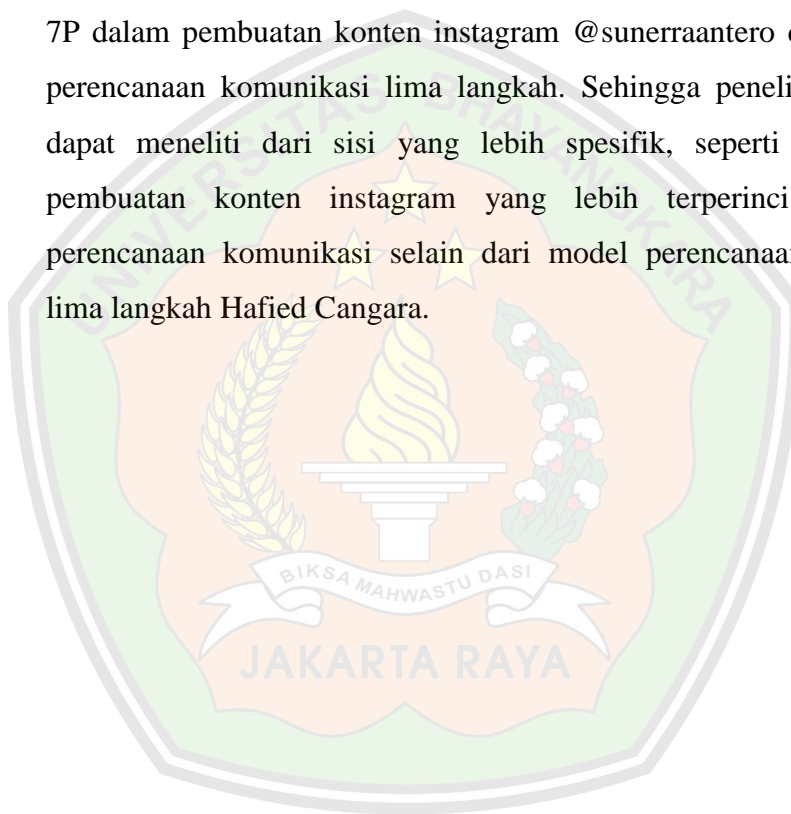 7P dalam pembuatan konten instagram @sunerraantero
perencanaan komunikasi lima langkah. Sehingga
dapat meneliti dari sisi yang lebih spesifik, seperti
pembuatan konten instagram yang lebih terperinci
perencanaan komunikasi selain dari model
lima langkah Hafied Cangara.
UNIVERSITAS BHAYANGKARA
BIKSA MAHWASTU DASI
JAKARTA RAYA